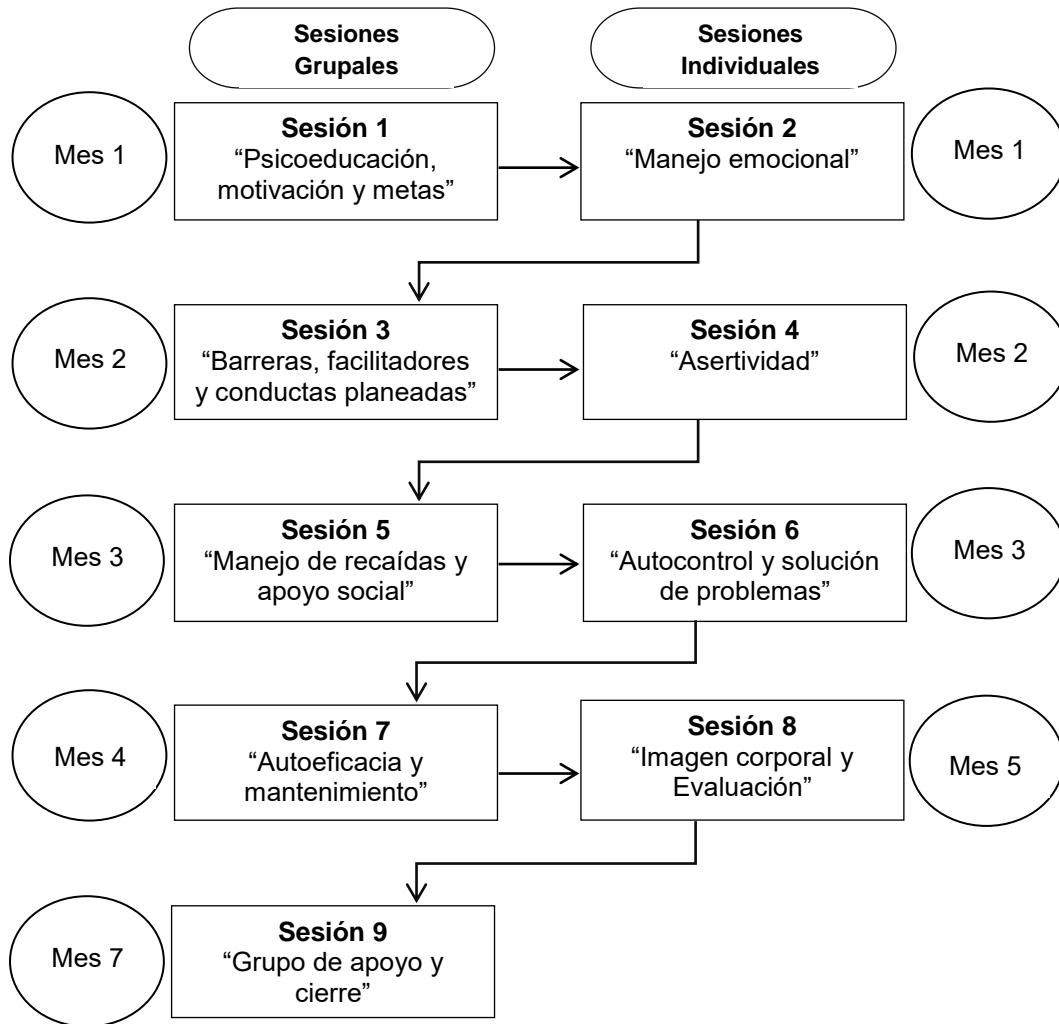 Sesiones
Grupales
Sesiones
Individuales
Mes 1
Sesión 1
“Psicoeducación,
motivación y metas”
Sesión 2
“Manejo emocional”
Mes 1
Mes 2
Sesión 3
“Barreras, facilitadores
y conductas planeadas”
Sesión 4
“Asertividad”
Mes 2
Mes 3
Sesión 5
“Manejo de recaídas y
apoyo social”
Sesión 6
“Autocontrol y solución
de problemas”
Mes 3
Mes 4
Sesión 7
“Autoeficacia y
mantenimiento”
Sesión 8
“Imagen corporal y
Evaluación”
Mes 5
Mes 7
Sesión 9
“Grupo de apoyo y
cierre”